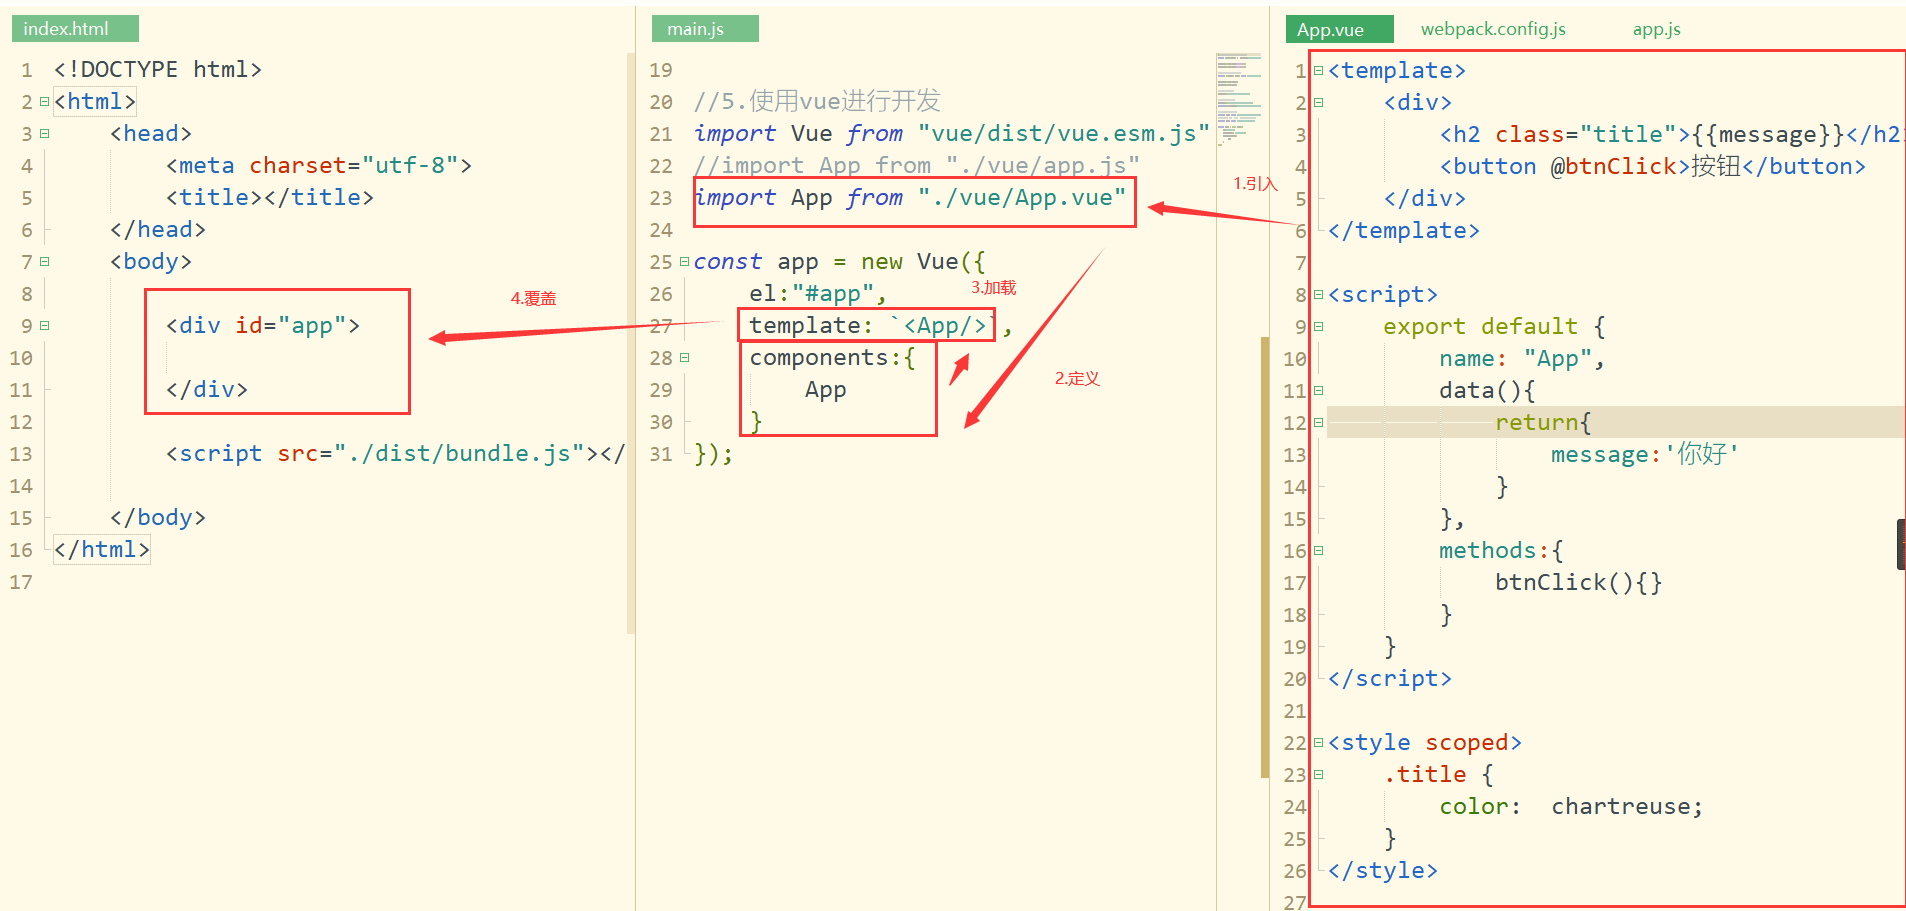 index.html
1 <!DOCTYPE html>
2 <html>
3 <head>
4 <meta charset="utf-8">
5 <title></title>
6 </head>
7 <body>
8
9 <div id="app">
10
11 </div>
12
13 <script src="./dist/bundle.js"></
14
15 </body>
16 </html>
17
4.覆盖
main.js
19
20 //5.使用vue进行开发
21 import Vue from "vue/dist/vue.esm.js"
22 //import App from "./vue/app.js"
23 import App from "./vue/App.vue"
24
25 const app = new Vue({
26 el:"#app",
27 template: `<App/>`,
28 components:{
29 App
30 }
31 });
1.引入
3.加载
2.定义
App.vue webpack.config.js app.js
1 <template>
2 <div>
3 <h2 class="title">{{message}}</h2>
4 <button @btnClick>按钮</button>
5 </div>
6 </template>
7
8 <script>
9 export default {
10 name: "App",
11 data(){
12 return{
13 message:'你好'
14 }
15 },
16 methods:{
17 btnClick(){}
18 }
19 }
20 </script>
21
22 <style scoped>
23 .title {
24 color: chartreuse;
25 }
26 </style>
27